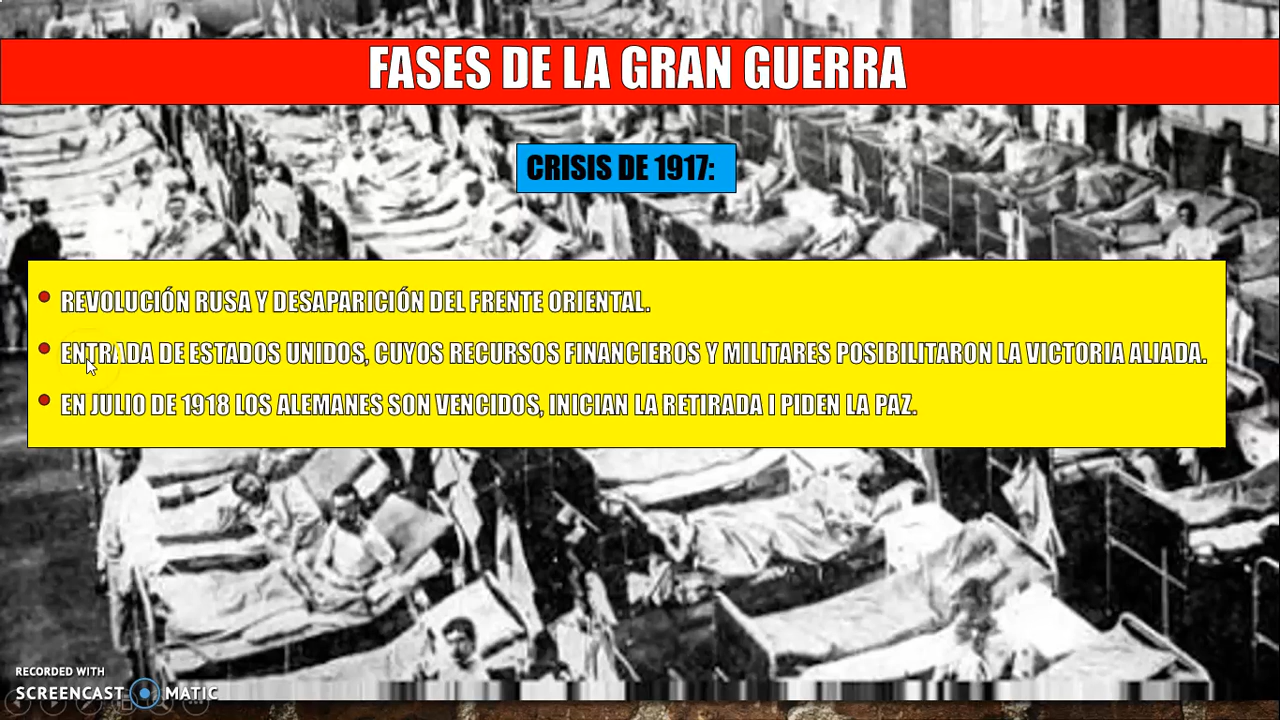 FASES DE LA GRAN GUERRA
CRISIS DE 1917:
• REVOLUCIÓN RUSA Y DESAPARICIÓN DEL FRENTE ORIENTAL.
• ENTRADA DE ESTADOS UNIDOS, CUYOS RECURSOS FINANCIEROS Y MILITARES POSIBILITARON LA VICTORIA ALIADA.
• EN JULIO DE 1918 LOS ALEMANES SON VENCIDOS, INICIAN LA RETIRADA I PIDEN LA PAZ.
RECORDED WITH
SCREENCAST MATIC